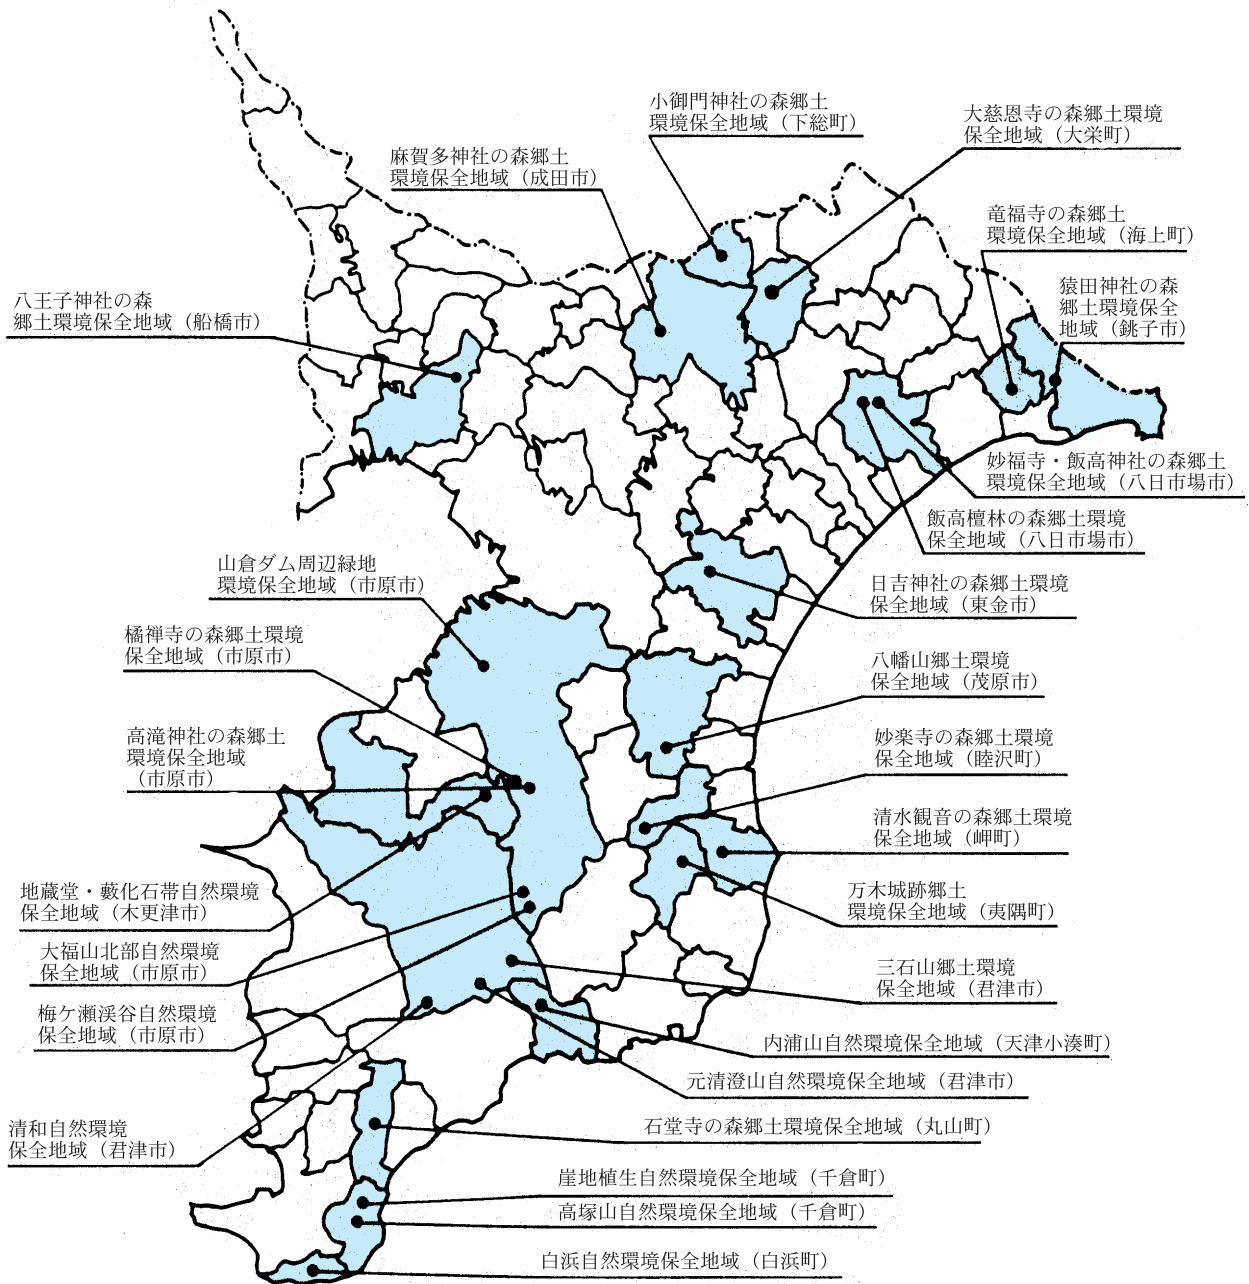 小御門神社の森郷土
環境保全地域（下総町）
大慈恩寺の森郷土環境
保全地域（大栄町）
麻賀多神社の森郷土
環境保全地域（成田市）
竜福寺の森郷土
環境保全地域（海上町）
猿田神社の森
郷土環境保全
地域（銚子市）
八王子神社の森
郷土環境保全地域（船橋市）
妙福寺・飯高神社の森郷土
環境保全地域（八日市場市）
飯高檀林の森郷土環境
保全地域（八日市場市）
山倉ダム周辺緑地
環境保全地域（市原市）
日吉神社の森郷土環境
保全地域（東金市）
橘禅寺の森郷土環境
保全地域（市原市）
八幡山郷土環境
保全地域（茂原市）
高滝神社の森郷土
環境保全地域
（市原市）
妙楽寺の森郷土環境
保全地域（睦沢町）
清水観音の森郷土環境
保全地域（岬町）
地蔵堂・藪化石帯自然環境
保全地域（木更津市）
万木城跡郷土
環境保全地域（夷隅町）
大福山北部自然環境
保全地域（市原市）
三石山郷土環境
保全地域（君津市）
梅ケ瀬渓谷自然環境
保全地域（市原市）
内浦山自然環境保全地域（天津小湊町）
元清澄山自然環境保全地域（君津市）
清和自然環境
保全地域（君津市）
石堂寺の森郷土環境保全地域（丸山町）
崖地植生自然環境保全地域（千倉町）
高塚山自然環境保全地域（千倉町）
白浜自然環境保全地域（白浜町）